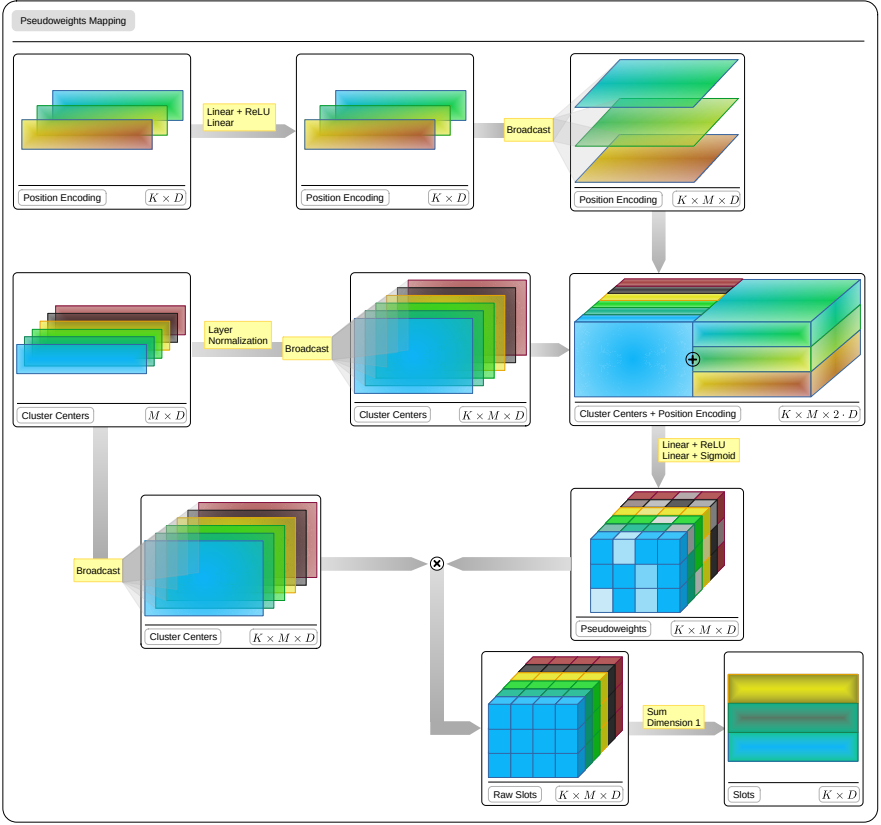 Pseudoweights Mapping
Linear + ReLU
Linear
Broadcast
Position Encoding
K × D
Position Encoding
K × D
Position Encoding
K × M × D
Layer
Normalization
Broadcast
Cluster Centers
M × D
Cluster Centers
K × M × D
Cluster Centers + Position Encoding
K × M × 2 · D
Linear + ReLU
Linear + Sigmoid
Broadcast
Cluster Centers
K × M × D
Pseudoweights
K × M × D
Sum
Dimension 1
Raw Slots
K × M × D
Slots
K × D